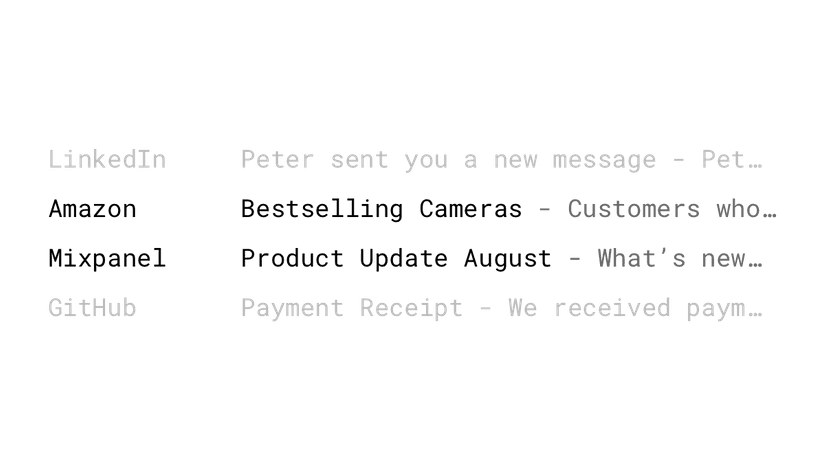 LinkedIn Peter sent you a new message - Pet…
Amazon Bestselling Cameras - Customers who…
Mixpanel Product Update August - What’s new…
GitHub Payment Receipt - We received paym…